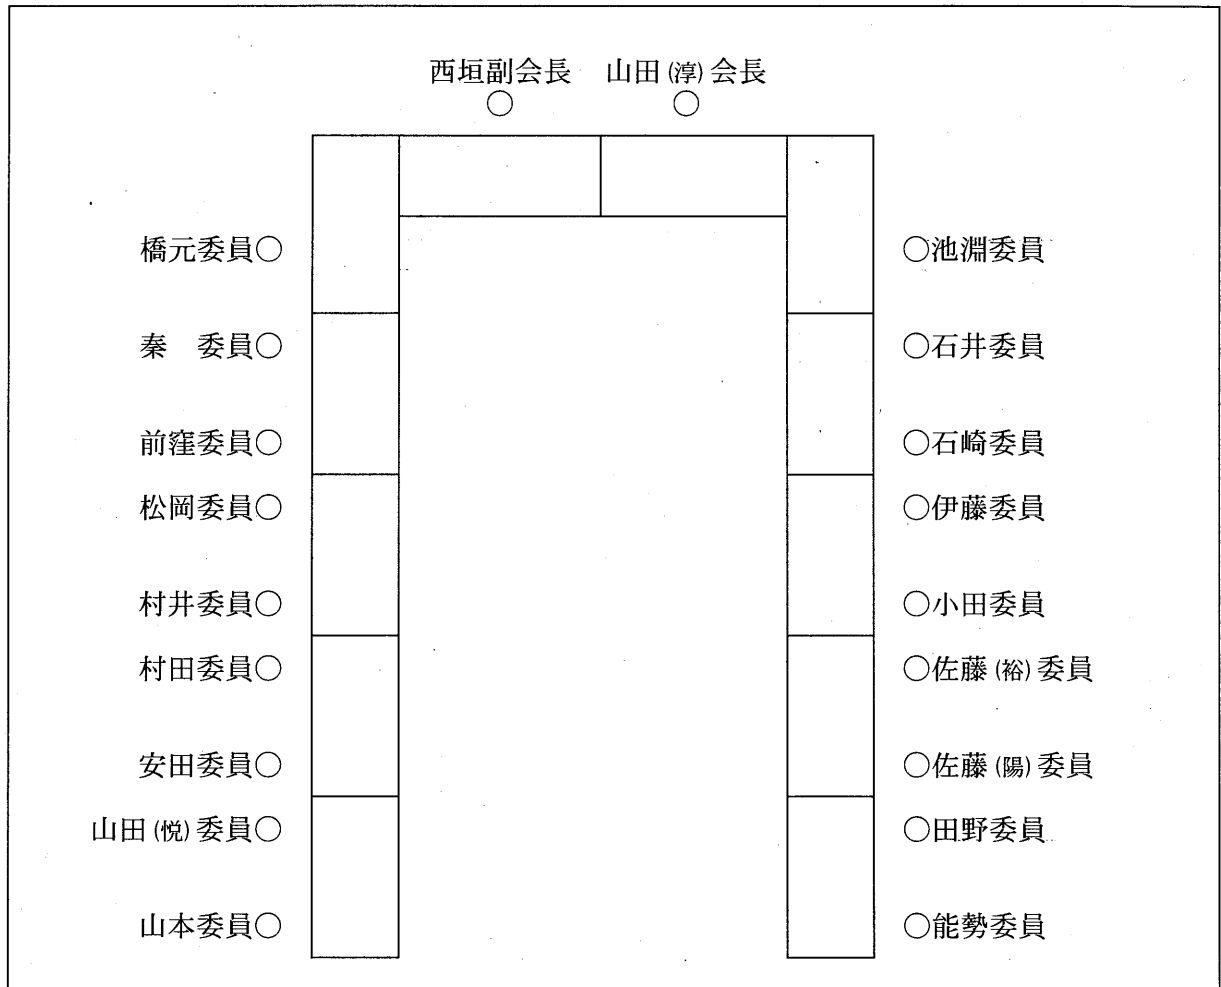 西垣副会長 山田(淳)会長
○ ○
橋元委員○ ○池淵委員
秦 委員○ ○石井委員
前窪委員○ ○石崎委員
松岡委員○ ○伊藤委員
村井委員○ ○小田委員
村田委員○ ○佐藤(裕)委員
安田委員○ ○佐藤(陽)委員
山田(悦)委員○ ○田野委員
山本委員○ ○能勢委員